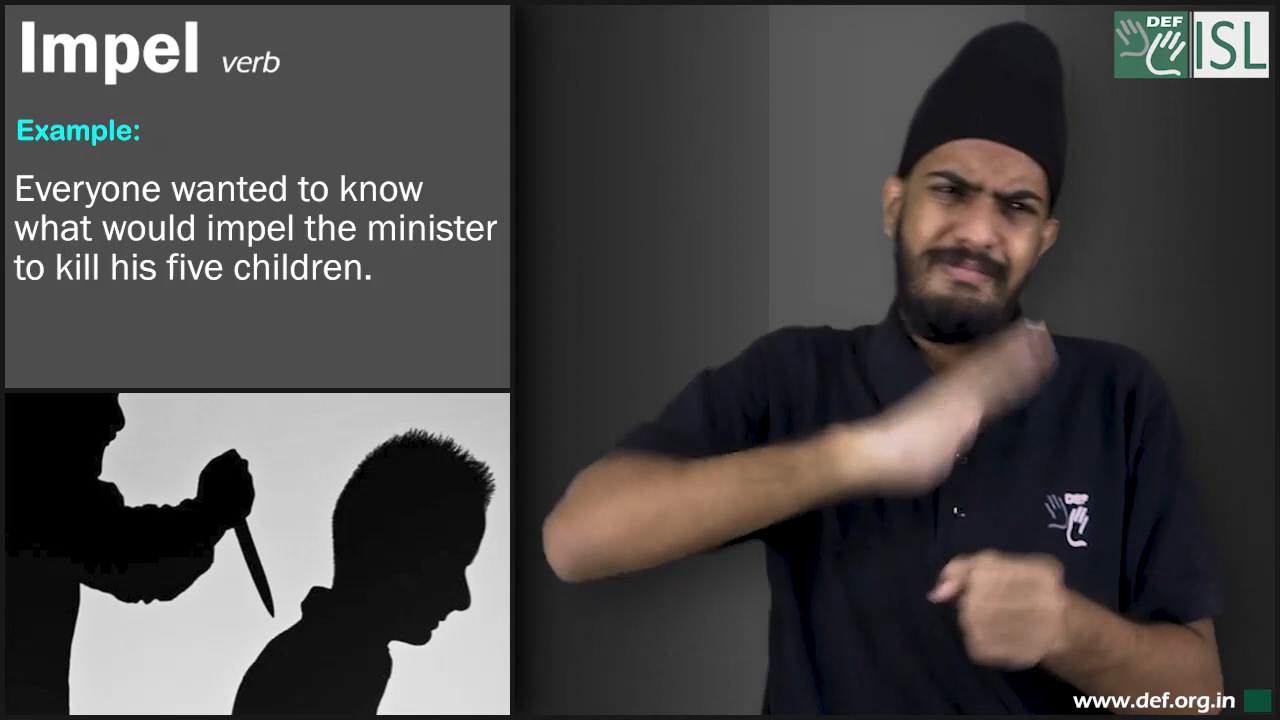 Impel verb
Example:
Everyone wanted to know
what would impel the minister
to kill his five children.
DEF
ISL
DEF
www.def.org.in